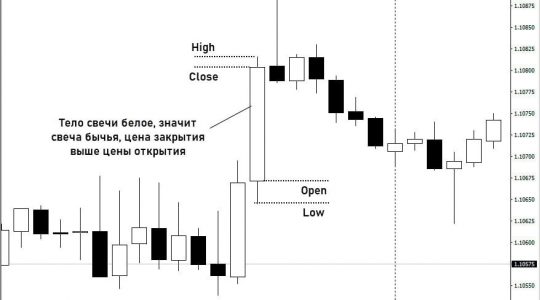 High
Close
Тело свечи белое, значит
свеча бычья, цена закрытия
выше цены открытия
Open
Low
1.10875
1.10850
1.10825
1.10800
1.10775
1.10750
1.10725
1.10700
1.10670
1.10650
1.10625
1.10600
1.10575
1.10550